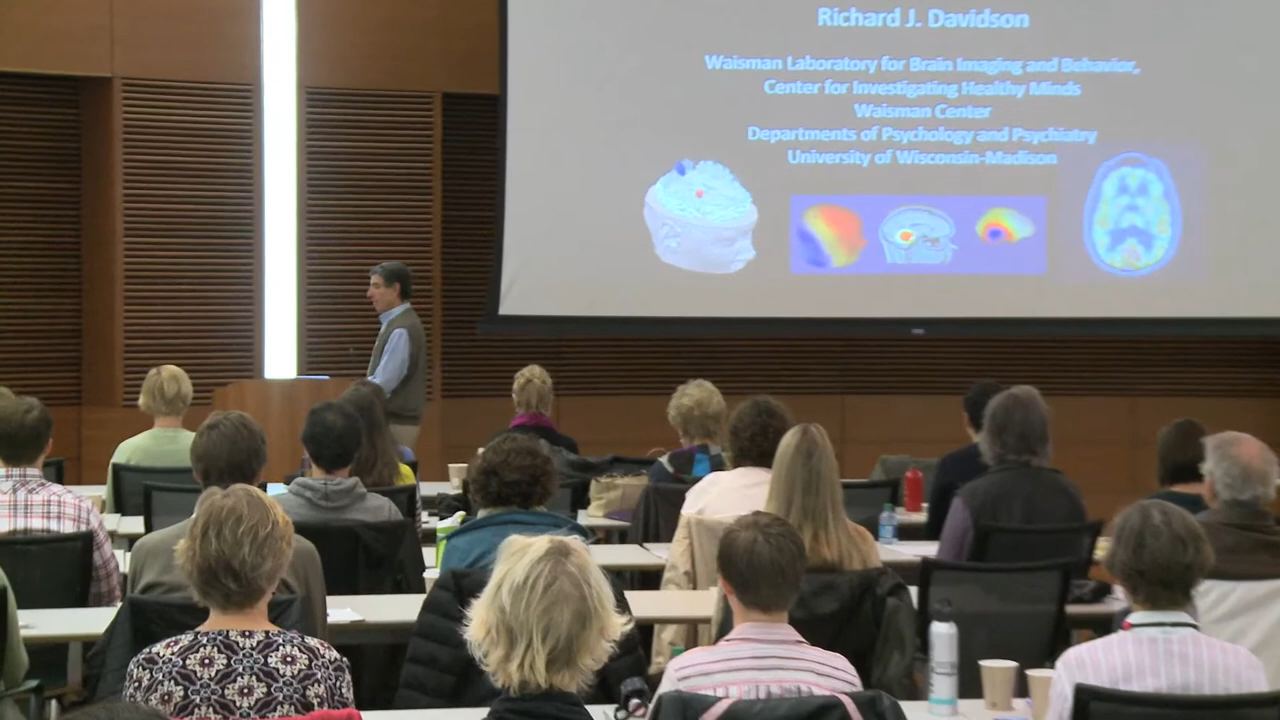 Richard J. Davidson
Waisman Laboratory for Brain Imaging and Behavior,
Center for Investigating Healthy Minds
Waisman Center
Departments of Psychology and Psychiatry
University of Wisconsin-Madison